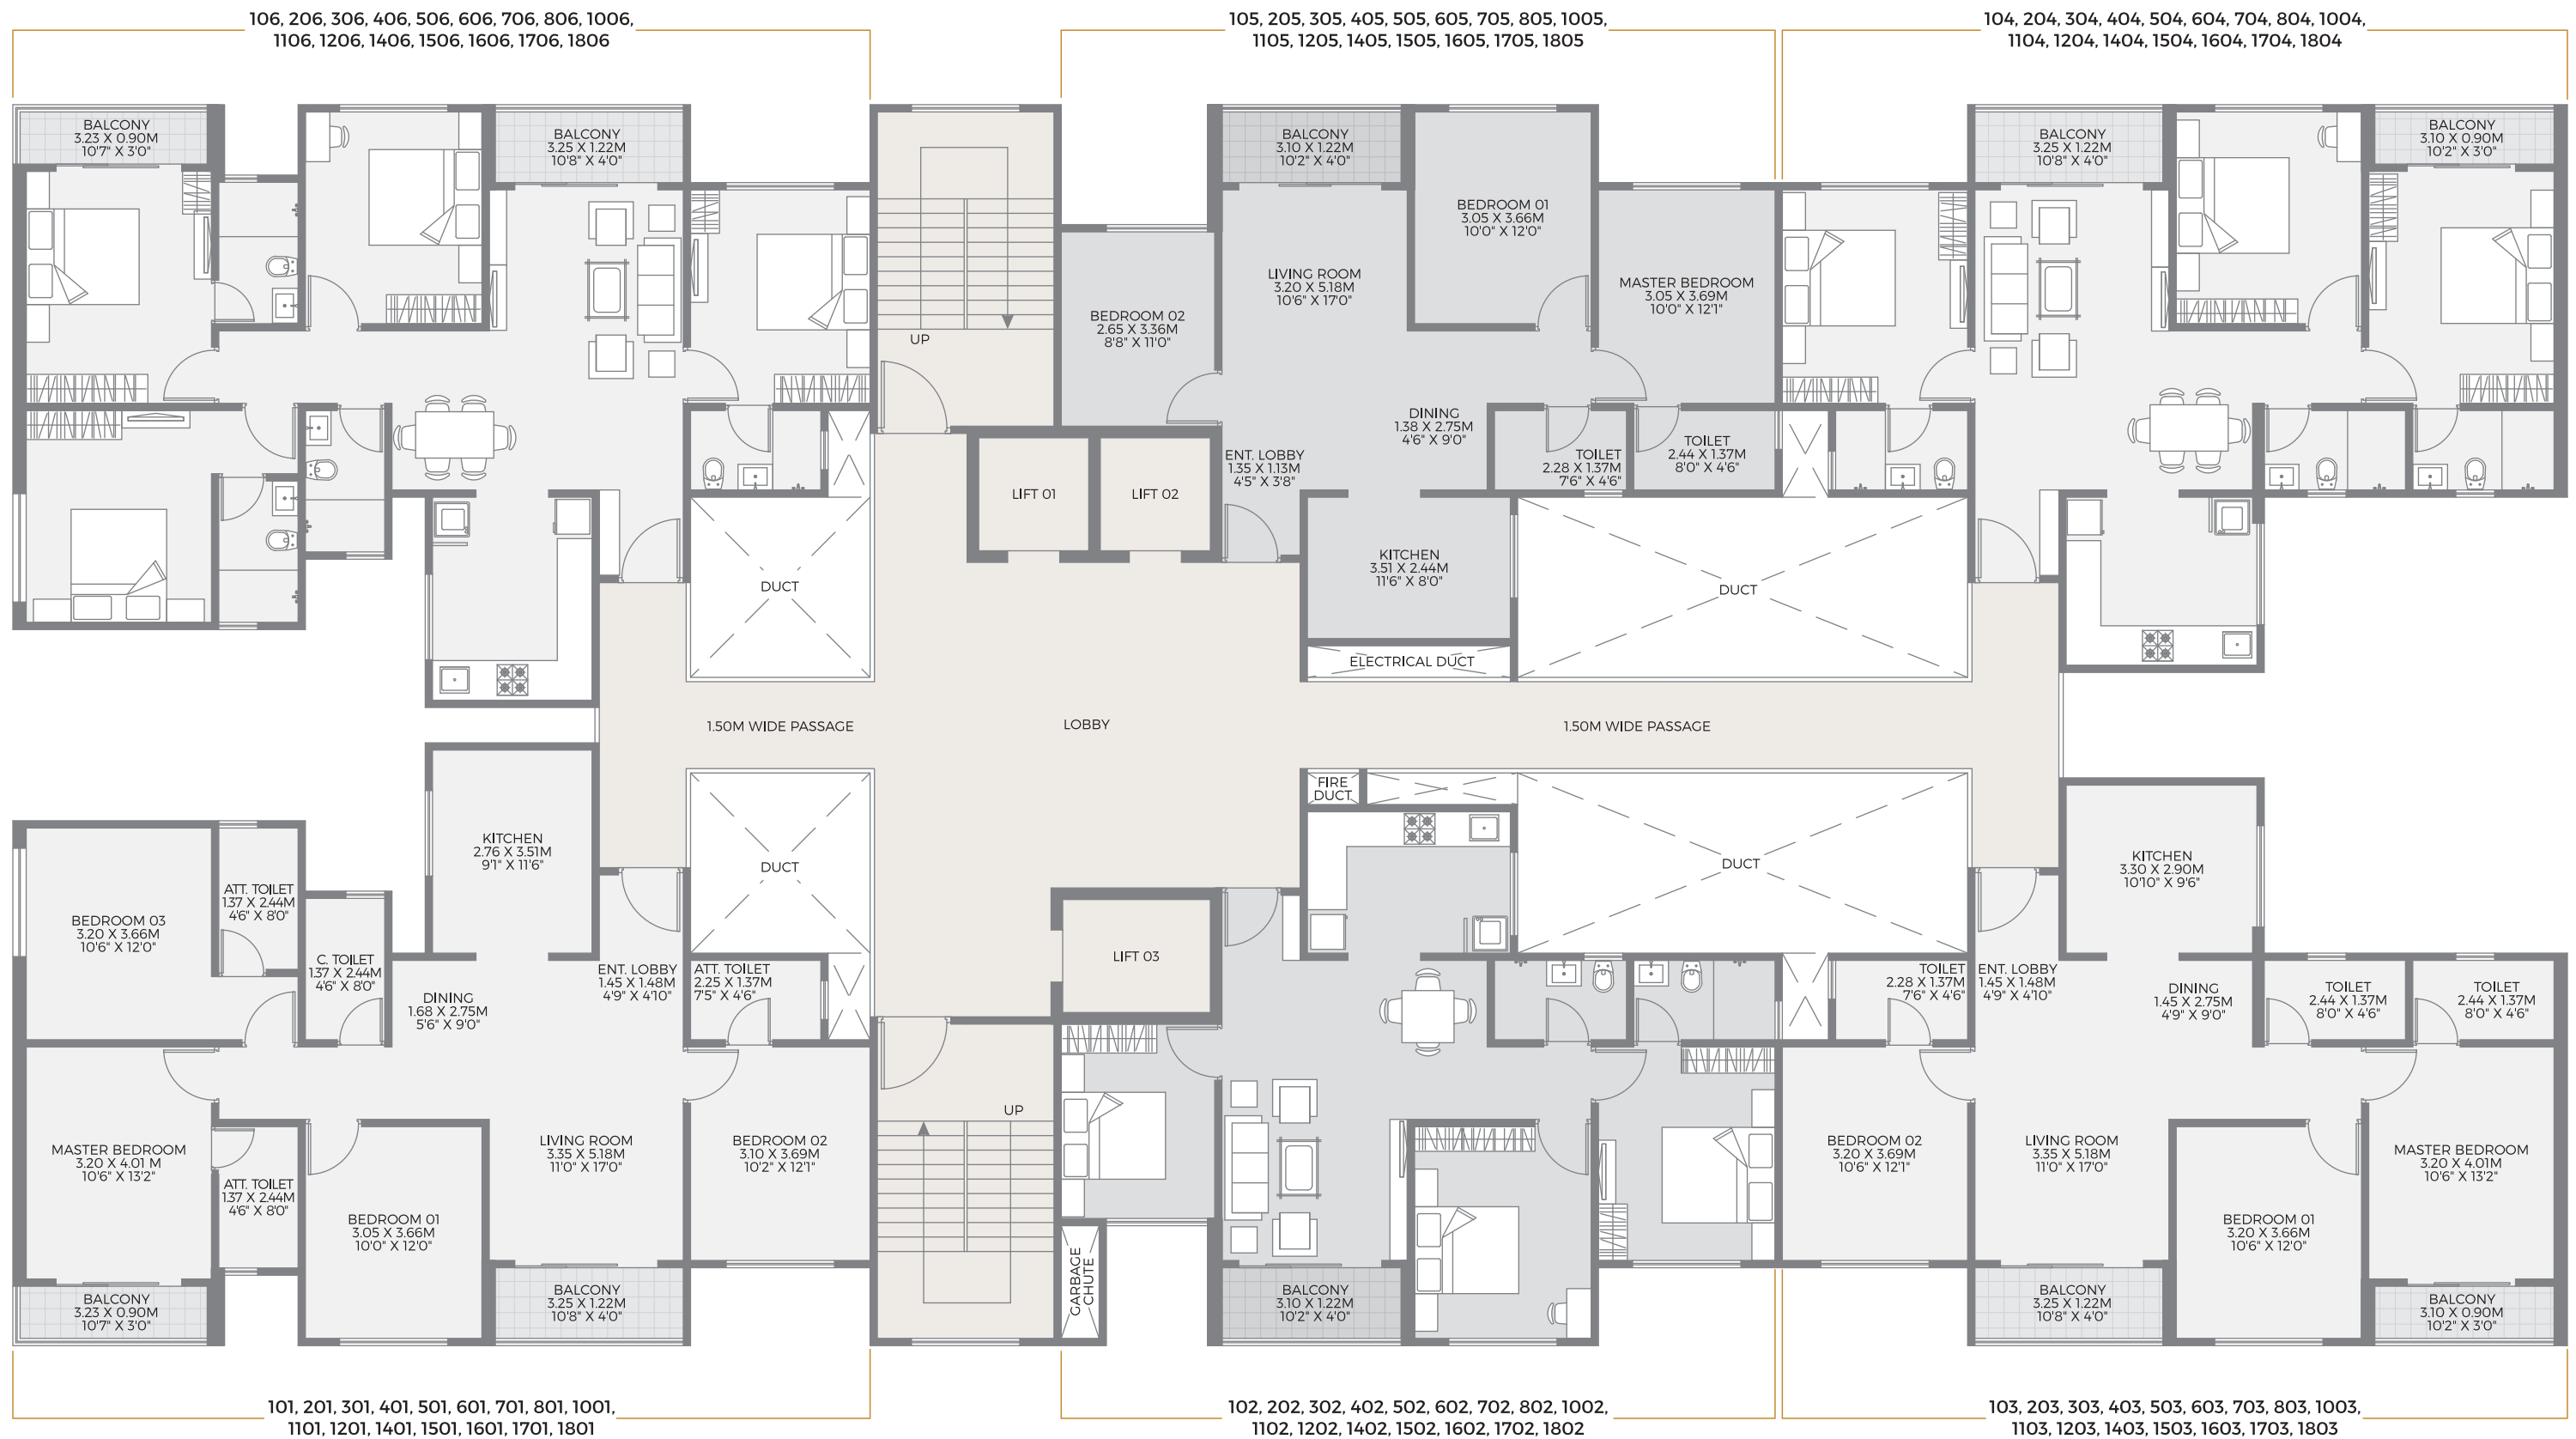 106, 206, 306, 406, 506, 606, 706, 806, 1006,
1106, 1206, 1406, 1506, 1606, 1706, 1806
105, 205, 305, 405, 505, 605, 705, 805, 1005,
1105, 1205, 1405, 1505, 1605, 1705, 1805
104, 204, 304, 404, 504, 604, 704, 804, 1004,
1104, 1204, 1404, 1504, 1604, 1704, 1804
BALCONY
3.23 X 0.90M
10'7" X 3'0"
BALCONY
3.25 X 1.22M
10'8" X 4'0"
BALCONY
3.10 X 1.22M
10'2" X 4'0"
BALCONY
3.25 X 1.22M
10'8" X 4'0"
BALCONY
3.10 X 0.90M
10'2" X 3'0"
BEDROOM 01
3.05 X 3.66M
10'0" X 12'0"
LIVING ROOM
3.20 X 5.18M
10'6" X 17'0"
MASTER BEDROOM
3.05 X 3.69M
10'0" X 12'1"
BEDROOM 02
2.65 X 3.36M
8'8" X 11'0"
UP
DINING
1.38 X 2.75M
4'6" X 9'0"
ENT. LOBBY
1.35 X 1.13M
4'5" X 3'8"
TOILET
2.28 X 1.37M
7'6" X 4'6"
TOILET
2.44 X 1.37M
8'0" X 4'6"
LIFT 01
LIFT 02
KITCHEN
3.51 X 2.44M
11'6" X 8'0"
DUCT
DUCT
ELECTRICAL DUCT
1.50M WIDE PASSAGE
LOBBY
1.50M WIDE PASSAGE
FIRE
DUCT
KITCHEN
2.76 X 3.51M
9'1" X 11'6"
DUCT
DUCT
KITCHEN
3.30 X 2.90M
10'10" X 9'6"
BEDROOM 03
3.20 X 3.66M
10'6" X 12'0"
ATT. TOILET
1.37 X 2.44M
4'6" X 8'0"
C. TOILET
1.37 X 2.44M
4'6" X 8'0"
DINING
1.68 X 2.75M
5'6" X 9'0"
ENT. LOBBY
1.45 X 1.48M
4'9" X 4'10"
ATT. TOILET
2.25 X 1.37M
7'5" X 4'6"
LIFT 03
TOILET
2.28 X 1.37M
7'6" X 4'6"
ENT. LOBBY
1.45 X 1.48M
4'9" X 4'10"
DINING
1.45 X 2.75M
4'9" X 9'0"
TOILET
2.44 X 1.37M
8'0" X 4'6"
TOILET
2.44 X 1.37M
8'0" X 4'6"
UP
MASTER BEDROOM
3.20 X 4.01 M
10'6" X 13'2"
ATT. TOILET
1.37 X 2.44M
4'6" X 8'0"
BEDROOM 01
3.05 X 3.66M
10'0" X 12'0"
LIVING ROOM
3.35 X 5.18M
11'0" X 17'0"
BEDROOM 02
3.10 X 3.69M
10'2" X 12'1"
BEDROOM 02
3.20 X 3.69M
10'6" X 12'1"
LIVING ROOM
3.35 X 5.18M
11'0" X 17'0"
MASTER BEDROOM
3.20 X 4.01M
10'6" X 13'2"
BEDROOM 01
3.20 X 3.66M
10'6" X 12'0"
GARBAGE
CHUTE
BALCONY
3.23 X 0.90M
10'7" X 3'0"
BALCONY
3.25 X 1.22M
10'8" X 4'0"
BALCONY
3.10 X 1.22M
10'2" X 4'0"
BALCONY
3.25 X 1.22M
10'8" X 4'0"
BALCONY
3.10 X 0.90M
10'2" X 3'0"
101, 201, 301, 401, 501, 601, 701, 801, 1001,
1101, 1201, 1401, 1501, 1601, 1701, 1801
102, 202, 302, 402, 502, 602, 702, 802, 1002,
1102, 1202, 1402, 1502, 1602, 1702, 1802
103, 203, 303, 403, 503, 603, 703, 803, 1003,
1103, 1203, 1403, 1503, 1603, 1703, 1803